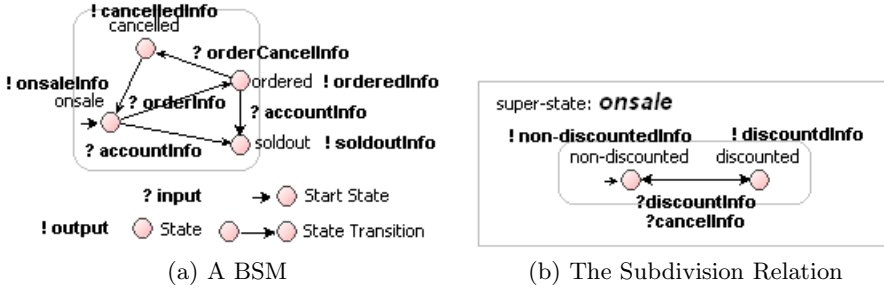 ! cancelledInfo
cancelled
? orderCancelInfo
! onsaleInfo
onsale
ordered ! orderedInfo
? orderInfo
? accountInfo
soldout ! soldoutInfo
? accountInfo
? input
Start State
! output
State
State Transition
(a) A BSM
super-state: onsale
! non-discountedInfo
! discountdInfo
non-discounted
discounted
?discountInfo
?cancelInfo
(b) The Subdivision Relation